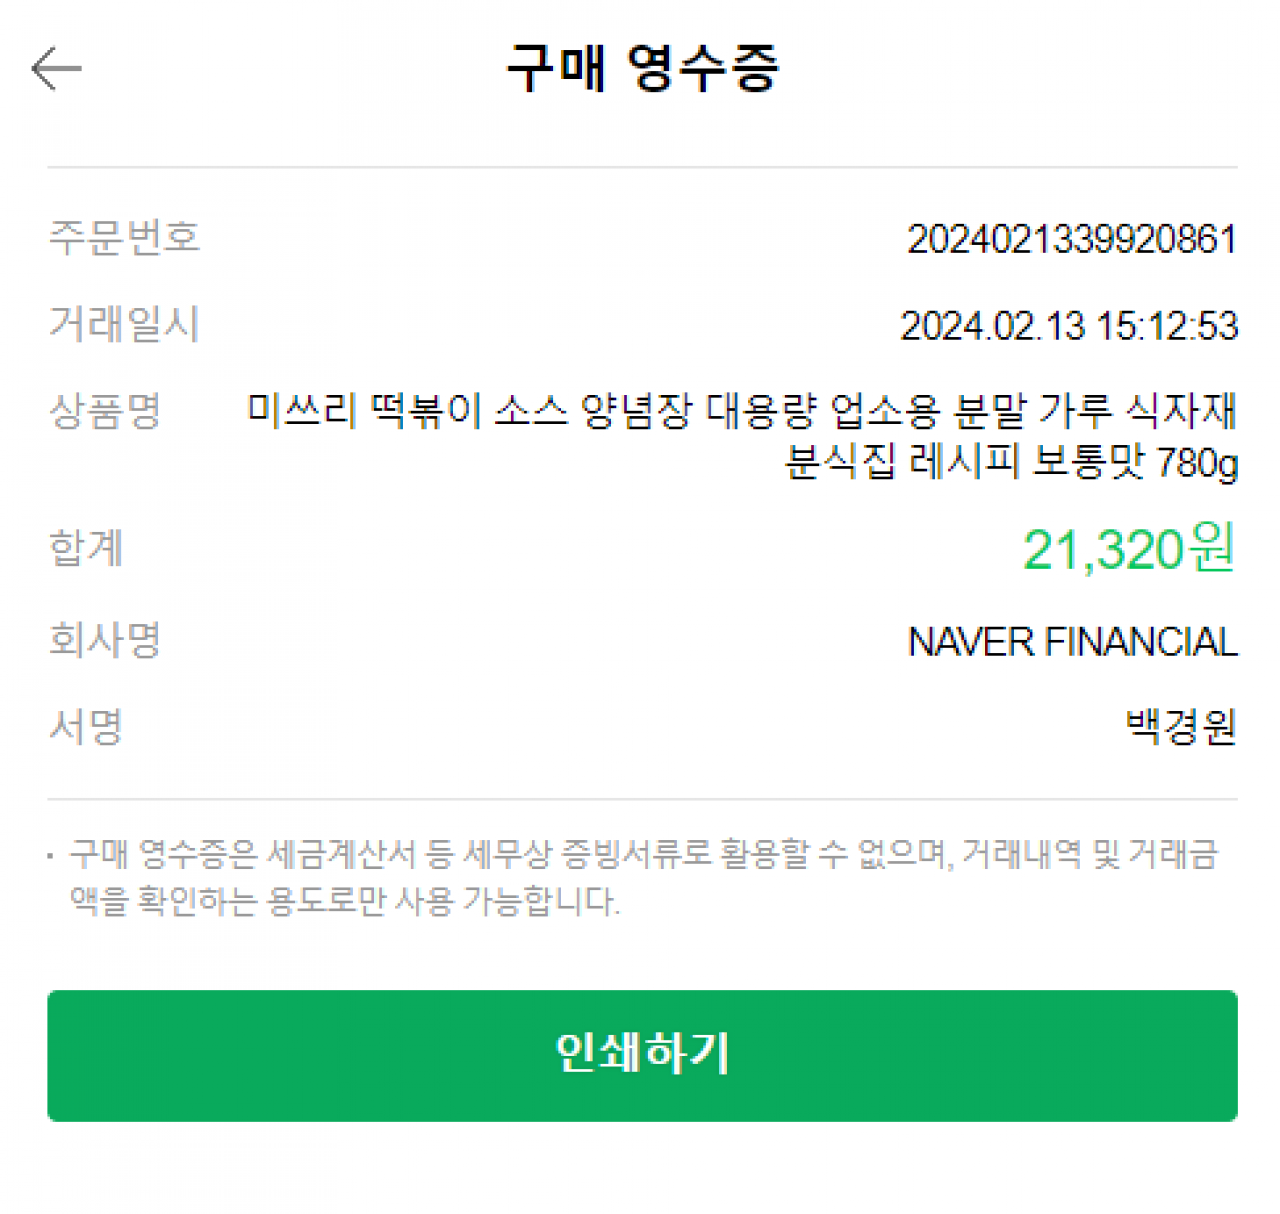 구매 영수증
주문번호 2024021339920861
거래일시 2024.02.13 15:12:53
상품명 미쓰리 떡볶이 소스 양념장 대용량 업소용 분말 가루 식자재
분식집 레시피 보통맛 780g
합계 21,320원
회사명 NAVER FINANCIAL
서명 백경원
· 구매 영수증은 세금계산서 등 세무상 증빙서류로 활용할 수 없으며, 거래내역 및 거래금
액을 확인하는 용도로만 사용 가능합니다.
인쇄하기